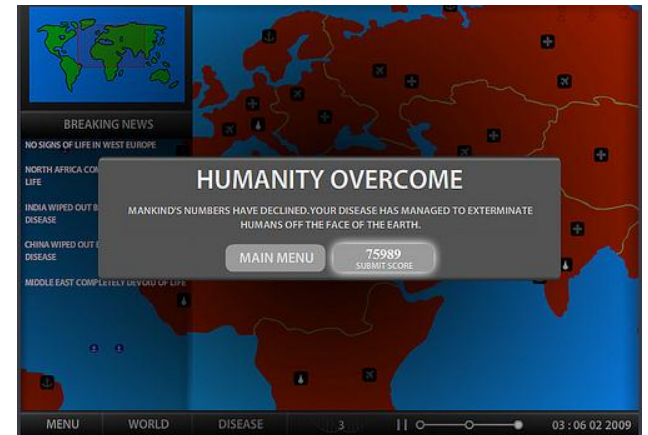 BREAKING NEWS
NO SIGNS OF LIFE IN WEST EUROPE
NORTH AFRICA
LIFE
INDIA WIPED OUT
DISEASE
CHINA WIPED OUT
DISEASE
MIDDLE EAST COMPLETELY DEVOID OF LIFE
HUMANITY OVERCOME
MANKIND'S NUMBERS HAVE DECLINED.YOUR DISEASE HAS MANAGED TO EXTERMINATE
HUMANS OFF THE FACE OF THE EARTH.
MAIN MENU
75989
SUBMIT SCORE
MENU WORLD DISEASE 3 03 : 06 02 2009